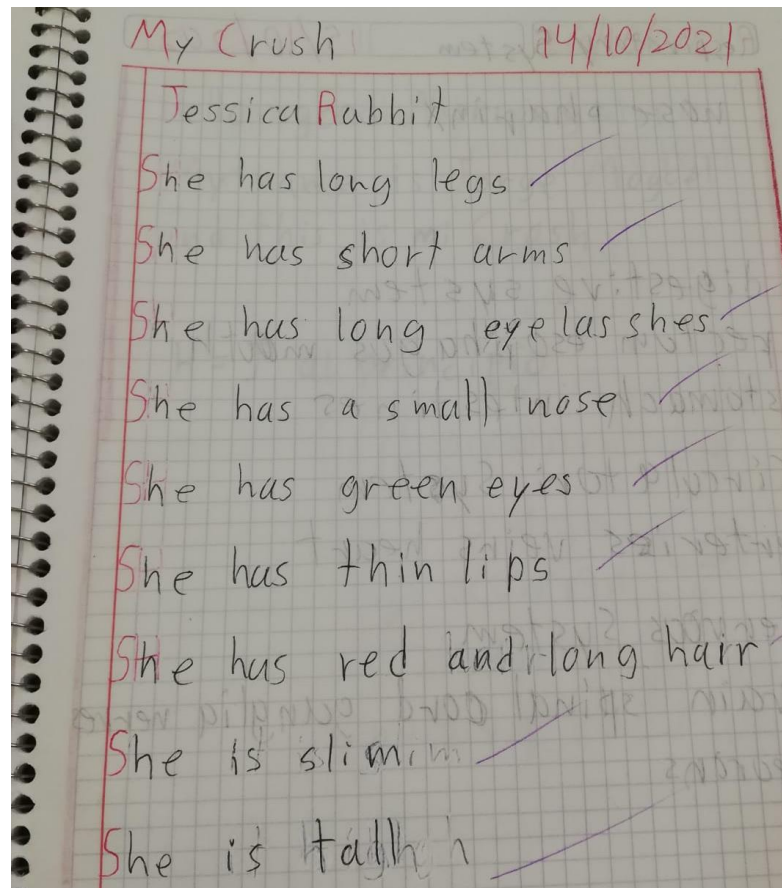 My Crush 14/10/2021
Jessica Rabbit
She has long legs
She has short arms
She has long eyelasshes
She has a small nose
She has green eyes
She has thin lips
She has red and long hair
She is slim
She is tall